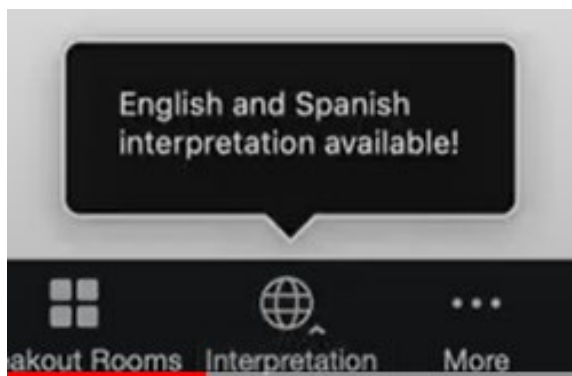 English and Spanish
interpretation available!
akout Rooms Interpretation More